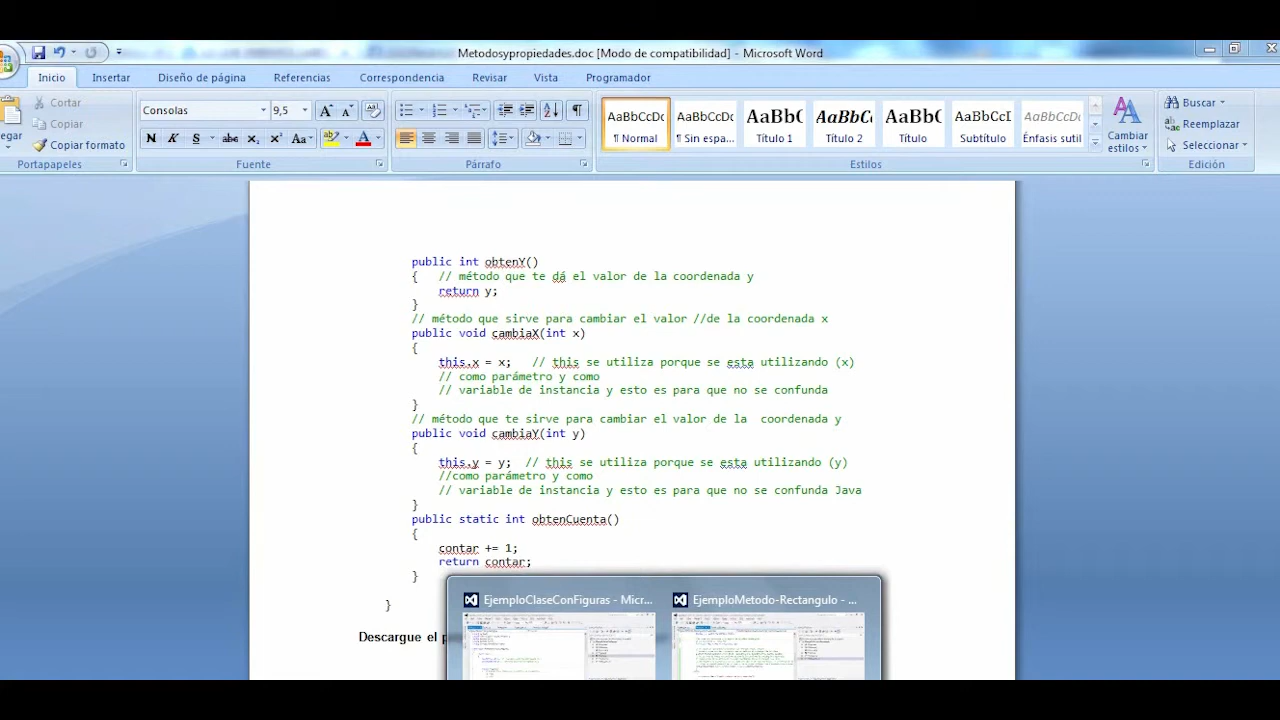 Metodosypropiedades.doc [Modo de compatibilidad] - Microsoft Word
Inicio Insertar Diseño de página Referencias Correspondencia Revisar Vista Programador
Cortar
Copiar
Copiar formato
Portapapeles
Consolas 9,5
N K S abe x₂ x² Aa
Fuente
Párrafo
AaBbCcDc AaBbCcDc AaBbC AaBbC AaBbC AaBbCcI AaBbCcDc
¶ Normal ¶ Sin espa... Título 1 Título 2 Título Subtítulo Énfasis sutil
Cambiar estilos
Estilos
Buscar
Reemplazar
Seleccionar
Edición
public int obtenY()
{ // método que te dá el valor de la coordenada y
return y;
}
// método que sirve para cambiar el valor //de la coordenada x
public void cambiaX(int x)
{
this.x = x; // this se utiliza porque se esta utilizando (x)
// como parámetro y como
// variable de instancia y esto es para que no se confunda
}
// método que te sirve para cambiar el valor de la coordenada y
public void cambiaY(int y)
{
this.y = y; // this se utiliza porque se esta utilizando (y)
//como parámetro y como
// variable de instancia y esto es para que no se confunda Java
}
public static int obtenCuenta()
{
contar += 1;
return contar;
}
}
Descargue el
EjemploClaseConFiguras - Micr... EjemploMetodo-Rectangulo - ...